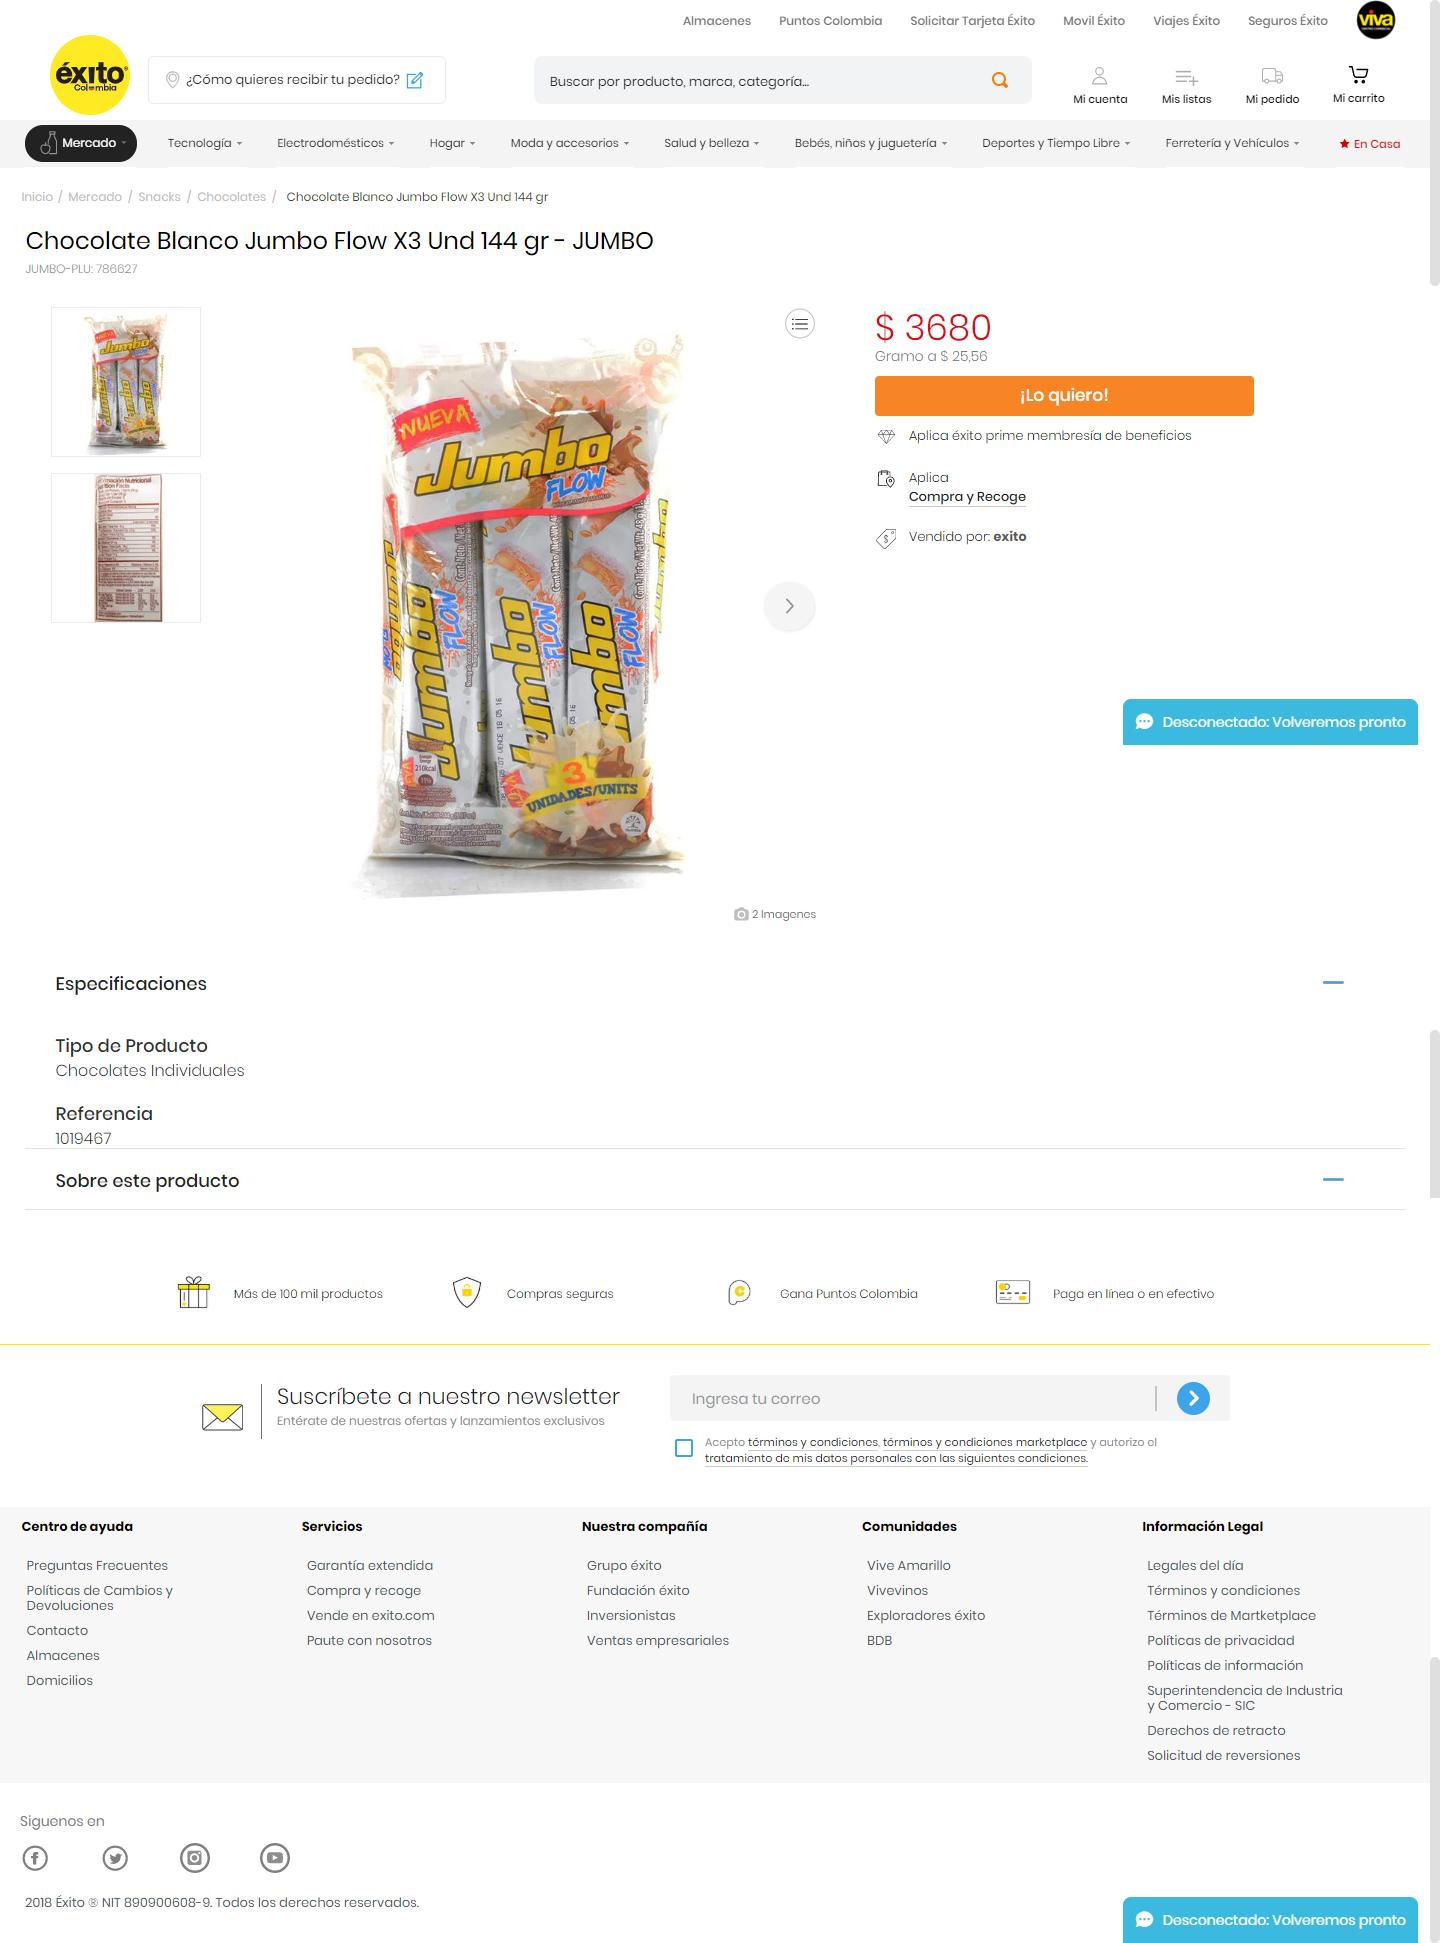 Almacenes Puntos Colombia Solicitar Tarjeta Éxito Movil Éxito Viajes Éxito Seguros Éxito viva
éxito
Colombia
¿Cómo quieres recibir tu pedido?
Buscar por producto, marca, categoría...
Mi cuenta Mis listas Mi pedido Mi carrito
Mercado Tecnología Electrodomésticos Hogar Moda y accesorios Salud y belleza Bebés, niños y juguetería Deportes y Tiempo Libre Ferretería y Vehículos En Casa
Inicio / Mercado / Snacks / Chocolates / Chocolate Blanco Jumbo Flow X3 Und 144 gr
Chocolate Blanco Jumbo Flow X3 Und 144 gr - JUMBO
JUMBO-PLU: 786627
NUEVA
Jumbo
FLOW
Jumbo FLOW
Jumbo FLOW
Jumbo FLOW
VENCE 18 05 16
210kcal
3
UNIDADES/UNITS
$ 3680
Gramo a $ 25,56
¡Lo quiero!
Aplica éxito prime membresía de beneficios
Aplica
Compra y Recoge
Vendido por: exito
Desconectado: Volveremos pronto
2 Imagenes
Especificaciones
Tipo de Producto
Chocolates Individuales
Referencia
1019467
Sobre este producto
Más de 100 mil productos Compras seguras Gana Puntos Colombia Paga en línea o en efectivo
Suscríbete a nuestro newsletter
Entérate de nuestras ofertas y lanzamientos exclusivos
Ingresa tu correo
Acepto términos y condiciones, términos y condiciones marketplace y autorizo el
tratamiento de mis datos personales con las siguientes condiciones.
Centro de ayuda
Preguntas Frecuentes
Políticas de Cambios y
Devoluciones
Contacto
Almacenes
Domicilios
Servicios
Garantía extendida
Compra y recoge
Vende en exito.com
Paute con nosotros
Nuestra compañía
Grupo éxito
Fundación éxito
Inversionistas
Ventas empresariales
Comunidades
Vive Amarillo
Vivevinos
Exploradores éxito
BDB
Información Legal
Legales del día
Términos y condiciones
Términos de Martketplace
Políticas de privacidad
Políticas de información
Superintendencia de Industria
y Comercio - SIC
Derechos de retracto
Solicitud de reversiones
Siguenos en
2018 Éxito ® NIT 890900608-9. Todos los derechos reservados.
Desconectado: Volveremos pronto